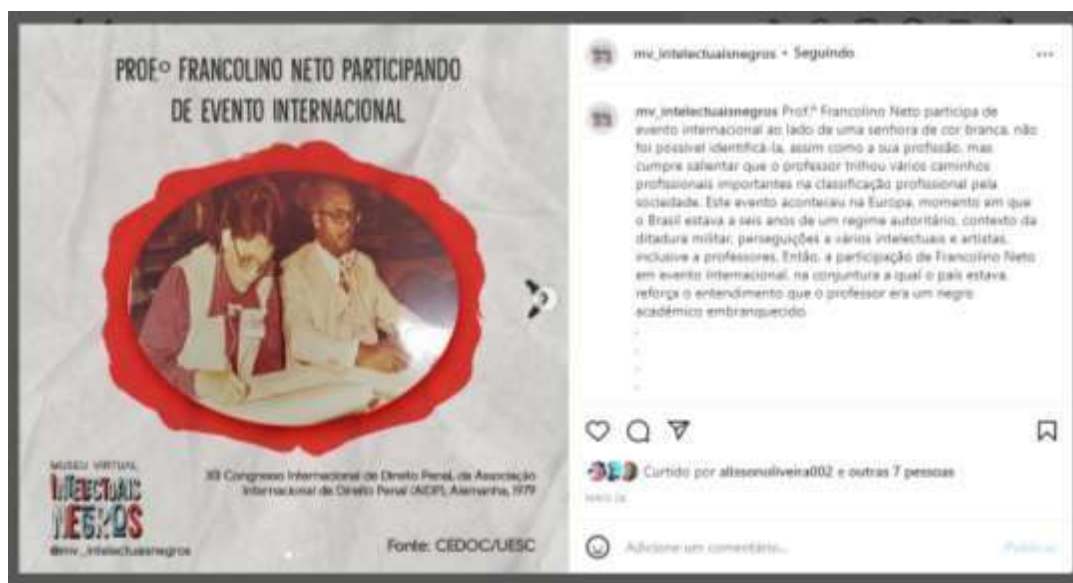 PROFº FRANCOLINO NETO PARTICIPANDO
DE EVENTO INTERNACIONAL
MUSEU VIRTUAL
INTELECTUAIS
NEGROS
@mv_intelectuaisnegros
XII Congresso Internacional de Direito Penal, da Associação
Internacional de Direito Penal (AIDP), Alemanha, 1979
Fonte: CEDOC/UESC
mv_intelectuaisnegros • Seguindo
mv_intelectuaisnegros Prof.º Francolino Neto participa de
evento internacional ao lado de uma senhora de cor branca, não
foi possivel identificá-la, assim como a sua profissão, mas
cumpre salientar que o professor trilhou vários caminhos
profissionais importantes na classificação profissional pela
sociedade. Este evento aconteceu na Europa, momento em que
o Brasil estava a seis anos de um regime autoritário, contexto da
ditadura militar, perseguições a vários intelectuais e artistas,
inclusive a professores. Então, a participação de Francolino Neto
em evento internacional, na conjuntura a qual o país estava,
reforça o entendimento que o professor era um negro
acadêmico embranquecido.
.
.
.
.
Curtido por alissonoliveira002 e outras 7 pessoas
Adicione um comentário...
Publicar